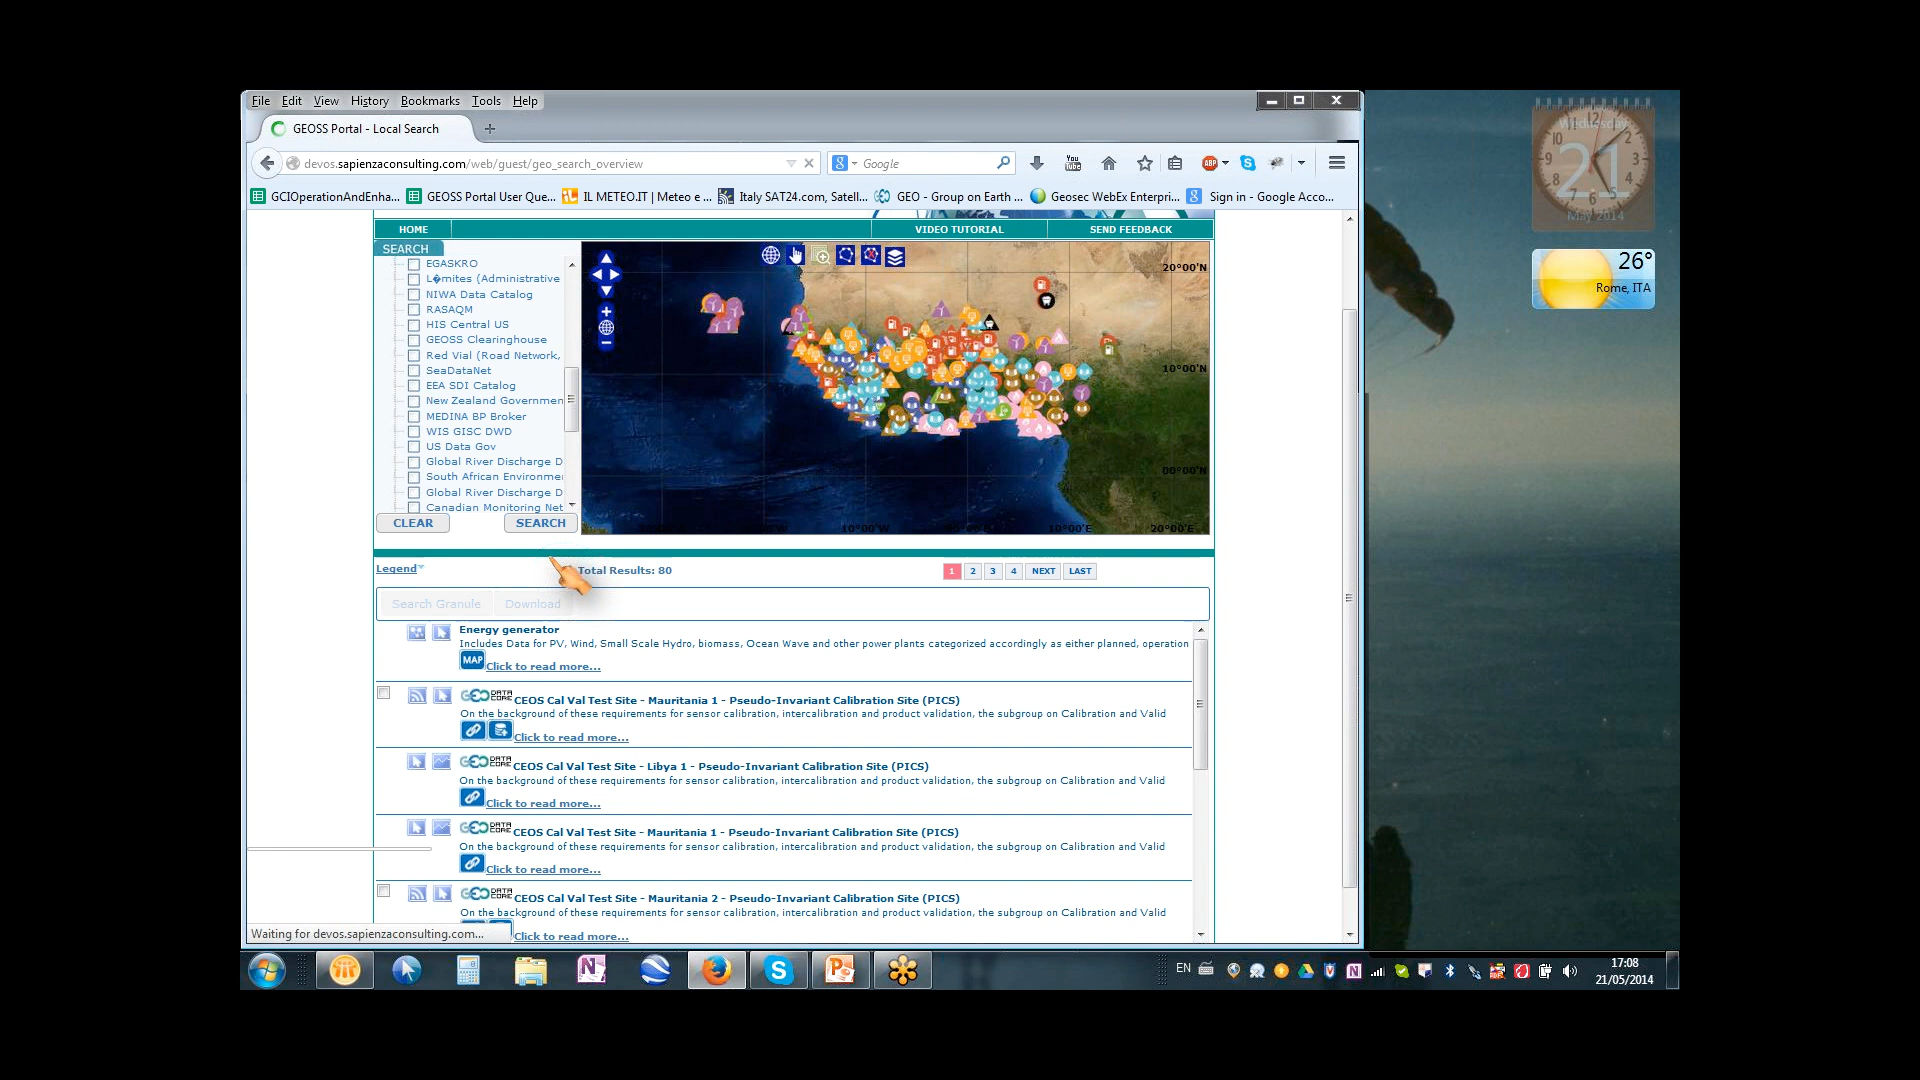 File Edit View History Bookmarks Tools Help
GEOSS Portal - Local Search
devos.sapienzaconsulting.com/web/guest/geo_search_overview
Google
GCIOperationAndEnha... GEOSS Portal User Que... IL METEO.IT | Meteo e ... Italy SAT24.com, Satell... GEO - Group on Earth ... Geosec WebEx Enterpri... Sign in - Google Acco...
HOME VIDEO TUTORIAL SEND FEEDBACK
SEARCH
EGASKRO
L�mites (Administrative
NIWA Data Catalog
RASAQM
HIS Central US
GEOSS Clearinghouse
Red Vial (Road Network,
SeaDataNet
EEA SDI Catalog
New Zealand Governmen
MEDINA BP Broker
WIS GISC DWD
US Data Gov
Global River Discharge D
South African Environme
Global River Discharge D
Canadian Monitoring Net
CLEAR SEARCH
20°00'N
10°00'N
00°00'N
10°00'W 10°00'E 20°00'E
Legend Total Results: 80 1 2 3 4 NEXT LAST
Search Granule Download
Energy generator
Includes Data for PV, Wind, Small Scale Hydro, biomass, Ocean Wave and other power plants categorized accordingly as either planned, operation
MAP Click to read more...
GEO DATA CORE CEOS Cal Val Test Site - Mauritania 1 - Pseudo-Invariant Calibration Site (PICS)
On the background of these requirements for sensor calibration, intercalibration and product validation, the subgroup on Calibration and Valid
Click to read more...
GEO DATA CORE CEOS Cal Val Test Site - Libya 1 - Pseudo-Invariant Calibration Site (PICS)
On the background of these requirements for sensor calibration, intercalibration and product validation, the subgroup on Calibration and Valid
Click to read more...
GEO DATA CORE CEOS Cal Val Test Site - Mauritania 1 - Pseudo-Invariant Calibration Site (PICS)
On the background of these requirements for sensor calibration, intercalibration and product validation, the subgroup on Calibration and Valid
Click to read more...
GEO DATA CORE CEOS Cal Val Test Site - Mauritania 2 - Pseudo-Invariant Calibration Site (PICS)
On the background of these requirements for sensor calibration, intercalibration and product validation, the subgroup on Calibration and Valid
Click to read more...
Waiting for devos.sapienzaconsulting.com...
Wednesday
21
May 2014
26°
Rome, ITA
EN
17:08
21/05/2014